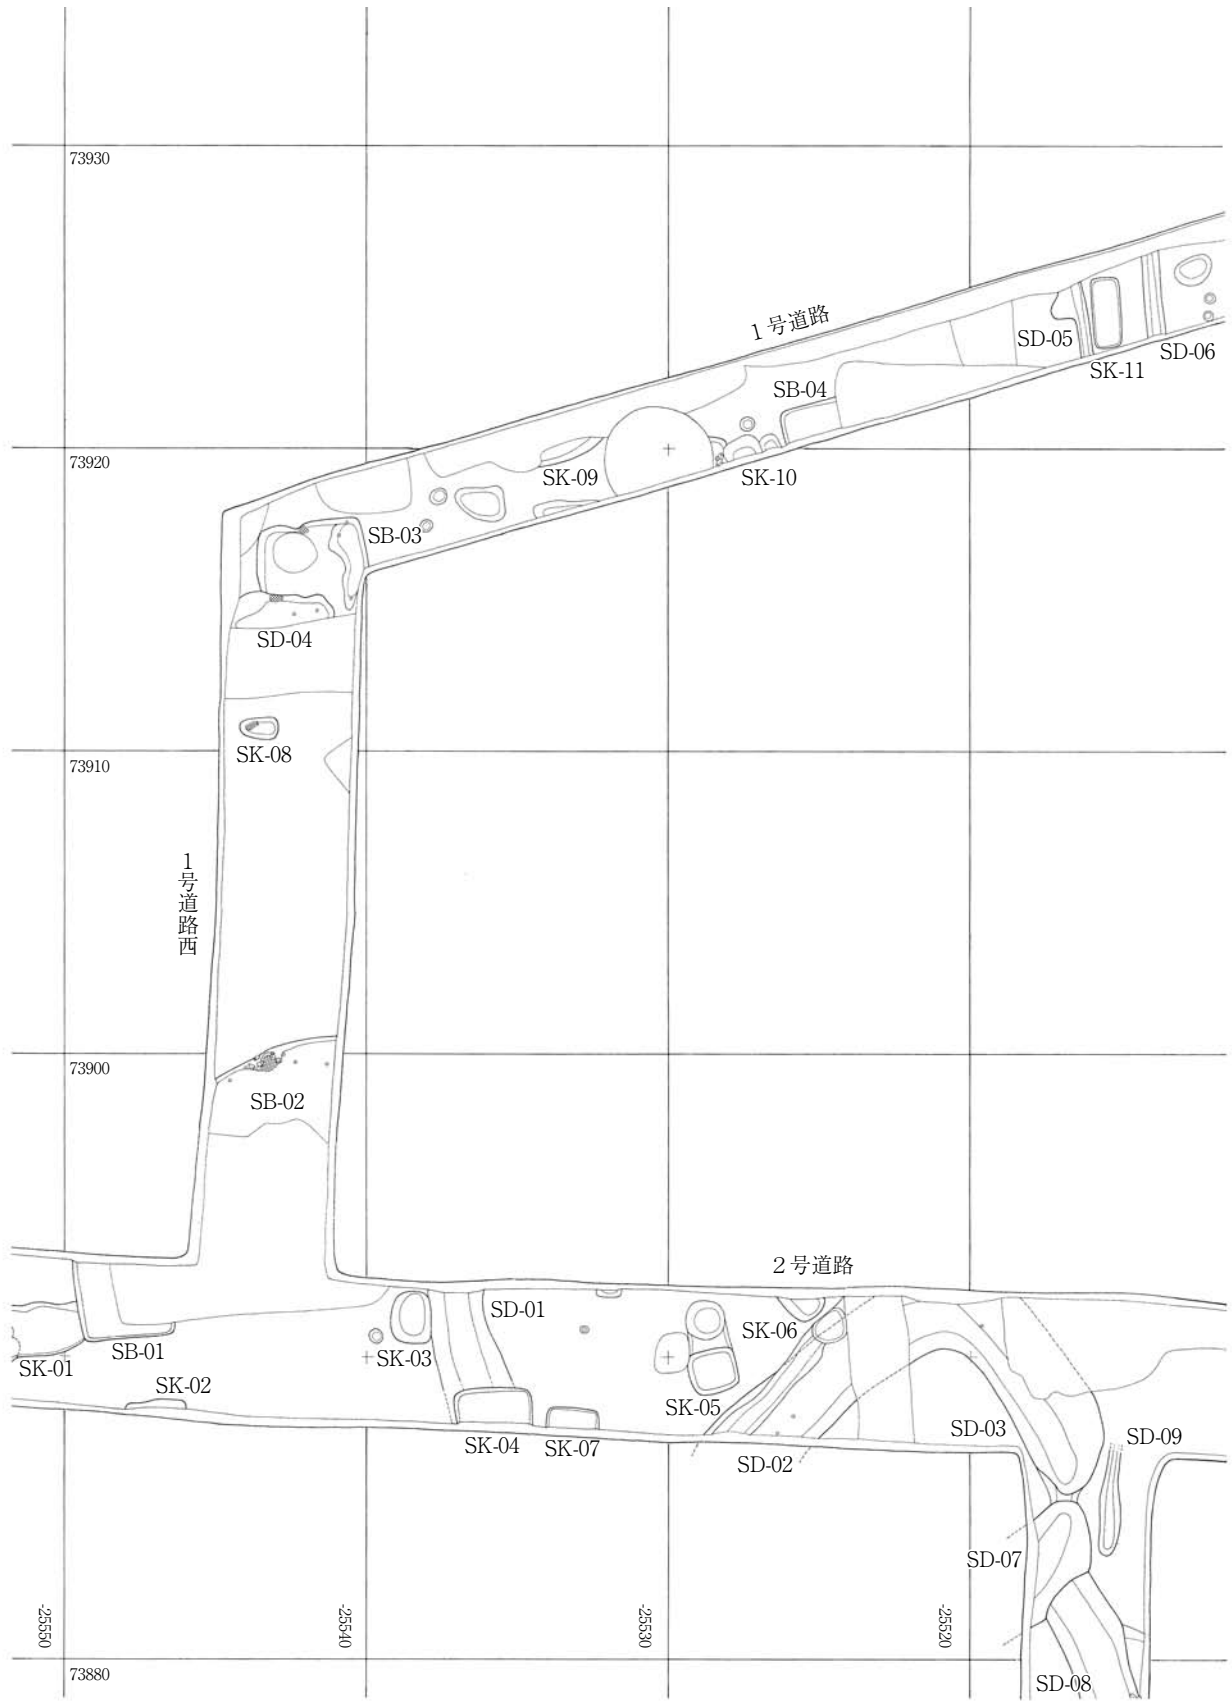 73930
1号道路
SD-05
SD-06
SK-11
SB-04
73920
SK-09
SK-10
SB-03
SD-04
SK-08
73910
1号道路西
73900
SB-02
2号道路
SD-01
SK-06
SK-01
SB-01
SK-03
SK-02
SK-05
SD-03
SD-09
SK-04
SK-07
SD-02
SD-07
-25550
-25540
-25530
-25520
73880
SD-08